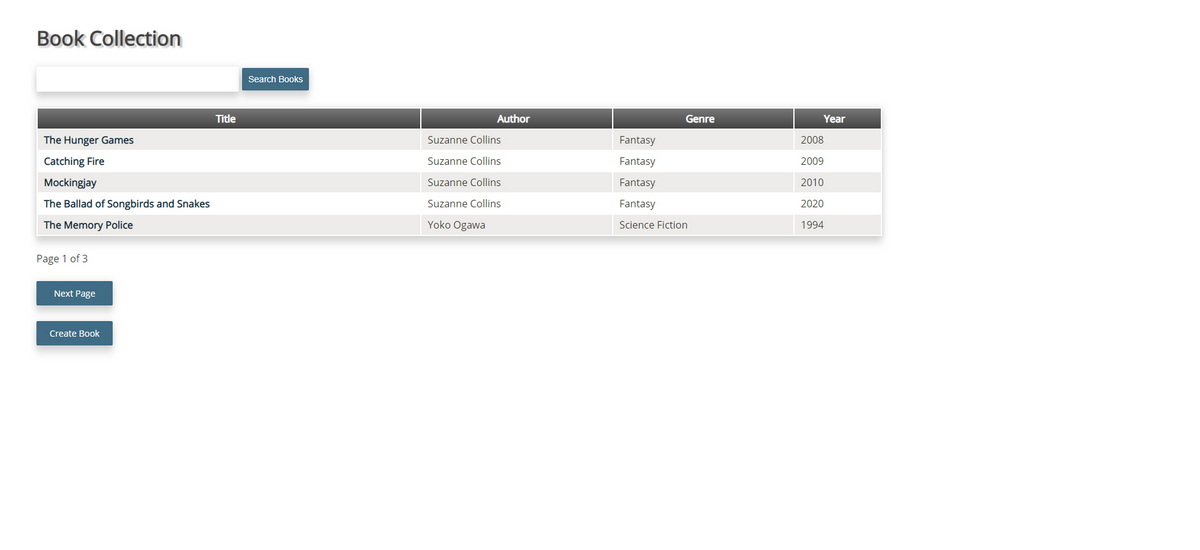 Book Collection
Search Books
Title Author Genre Year
The Hunger Games Suzanne Collins Fantasy 2008
Catching Fire Suzanne Collins Fantasy 2009
Mockingjay Suzanne Collins Fantasy 2010
The Ballad of Songbirds and Snakes Suzanne Collins Fantasy 2020
The Memory Police Yoko Ogawa Science Fiction 1994
Page 1 of 3
Next Page
Create Book